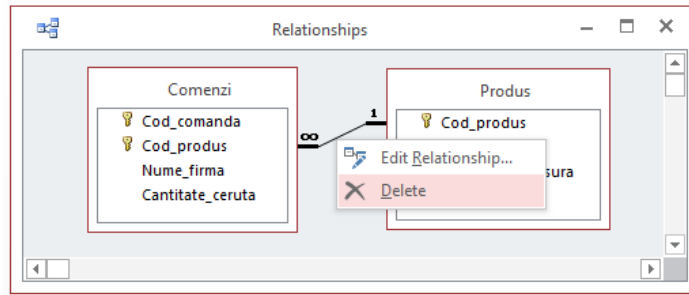 Relationships
Comenzi
Cod_comanda
Cod_produs
Nume_firma
Cantitate_ceruta
∞
1
Produs
Cod_produs
sura
Edit Relationship...
Delete